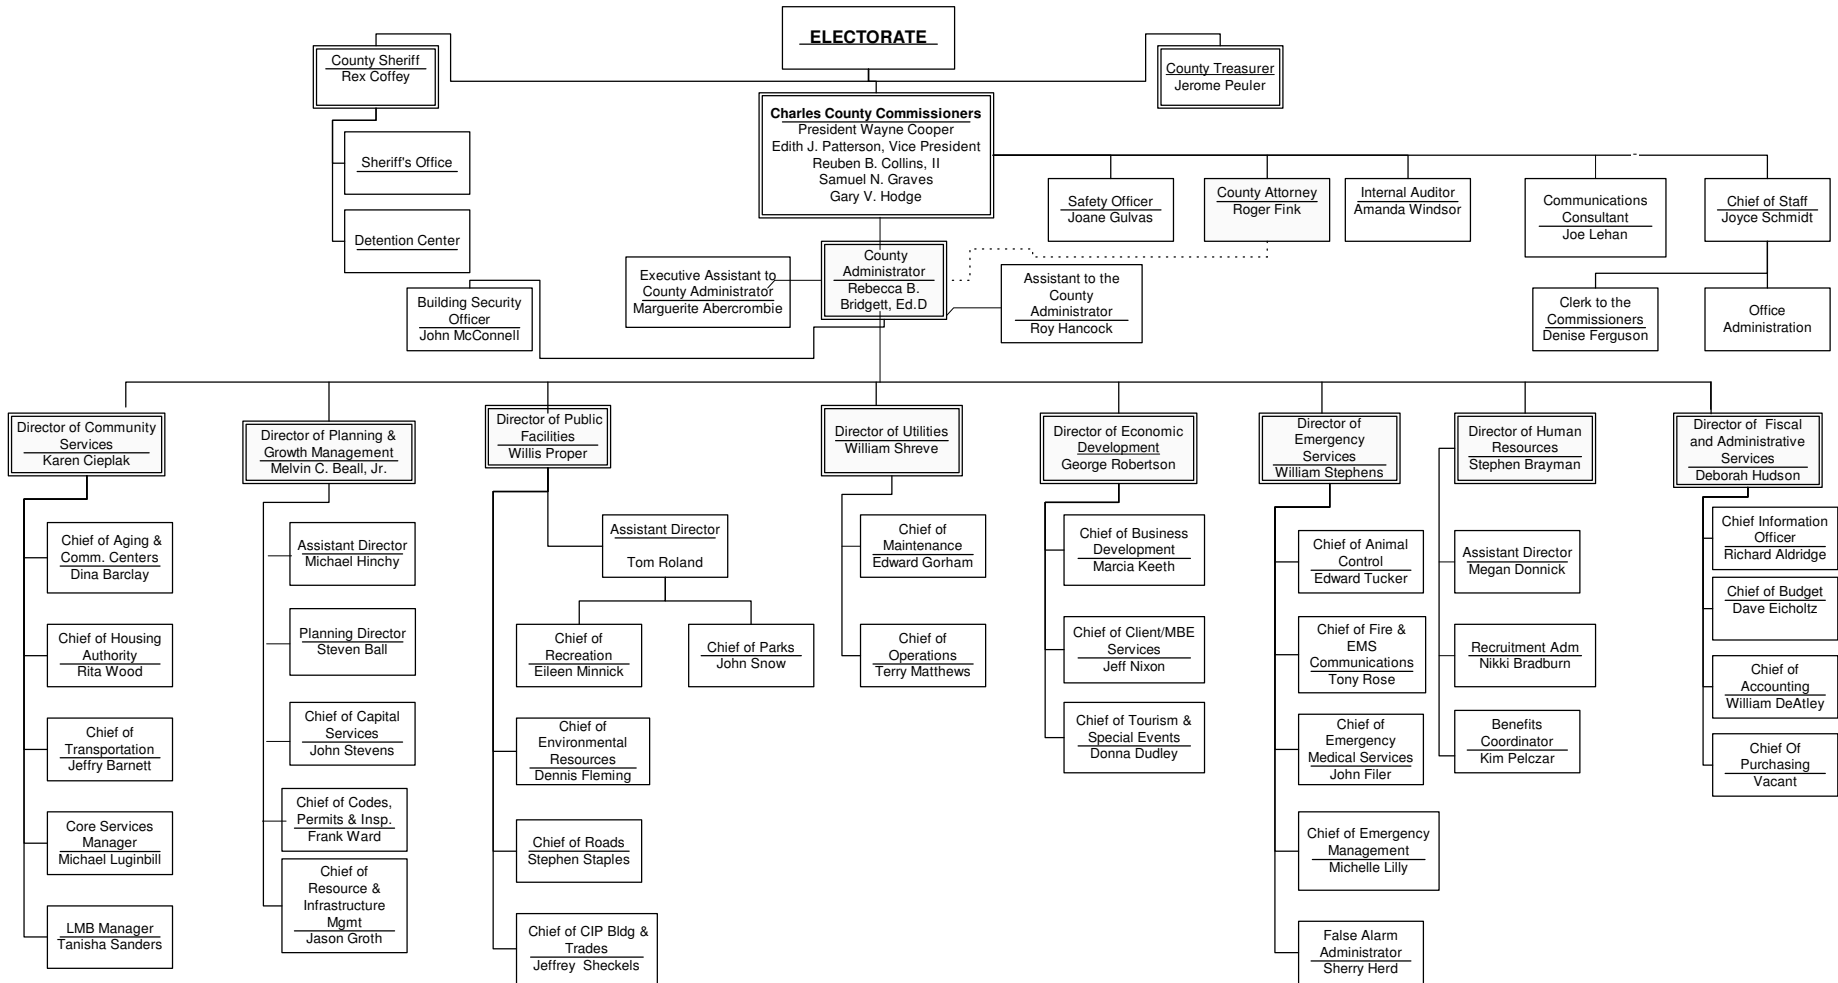 ELECTORATE
County Sheriff
Rex Coffey
County Treasurer
Jerome Peuler
Charles County Commissioners
President Wayne Cooper
Edith J. Patterson, Vice President
Reuben B. Collins, II
Samuel N. Graves
Gary V. Hodge
Sheriff's Office
Detention Center
Safety Officer
Joane Gulvas
County Attorney
Roger Fink
Internal Auditor
Amanda Windsor
Communications
Consultant
Joe Lehan
Chief of Staff
Joyce Schmidt
County
Administrator
Rebecca B.
Bridgett, Ed.D
Executive Assistant to
County Administrator
Marguerite Abercrombie
Assistant to the
County
Administrator
Roy Hancock
Building Security
Officer
John McConnell
Clerk to the
Commissioners
Denise Ferguson
Office
Administration
Director of Community
Services
Karen Cieplak
Director of Planning &
Growth Management
Melvin C. Beall, Jr.
Director of Public
Facilities
Willis Proper
Director of Utilities
William Shreve
Director of Economic
Development
George Robertson
Director of
Emergency
Services
William Stephens
Director of Human
Resources
Stephen Brayman
Director of Fiscal
and Administrative
Services
Deborah Hudson
Chief of Aging &
Comm. Centers
Dina Barclay
Chief of Housing
Authority
Rita Wood
Chief of
Transportation
Jeffry Barnett
Core Services
Manager
Michael Luginbill
LMB Manager
Tanisha Sanders
Assistant Director
Michael Hinchy
Planning Director
Steven Ball
Chief of Capital
Services
John Stevens
Chief of Codes,
Permits & Insp.
Frank Ward
Chief of
Resource &
Infrastructure
Mgmt
Jason Groth
Assistant Director
Tom Roland
Chief of
Recreation
Eileen Minnick
Chief of Parks
John Snow
Chief of
Environmental
Resources
Dennis Fleming
Chief of Roads
Stephen Staples
Chief of CIP Bldg &
Trades
Jeffrey Sheckels
Chief of
Maintenance
Edward Gorham
Chief of
Operations
Terry Matthews
Chief of Business
Development
Marcia Keeth
Chief of Client/MBE
Services
Jeff Nixon
Chief of Tourism &
Special Events
Donna Dudley
Chief of Animal
Control
Edward Tucker
Chief of Fire &
EMS
Communications
Tony Rose
Chief of
Emergency
Medical Services
John Filer
Chief of Emergency
Management
Michelle Lilly
False Alarm
Administrator
Sherry Herd
Assistant Director
Megan Donnick
Recruitment Adm
Nikki Bradburn
Benefits
Coordinator
Kim Pelczar
Chief Information
Officer
Richard Aldridge
Chief of Budget
Dave Eicholtz
Chief of
Accounting
William DeAtley
Chief Of
Purchasing
Vacant